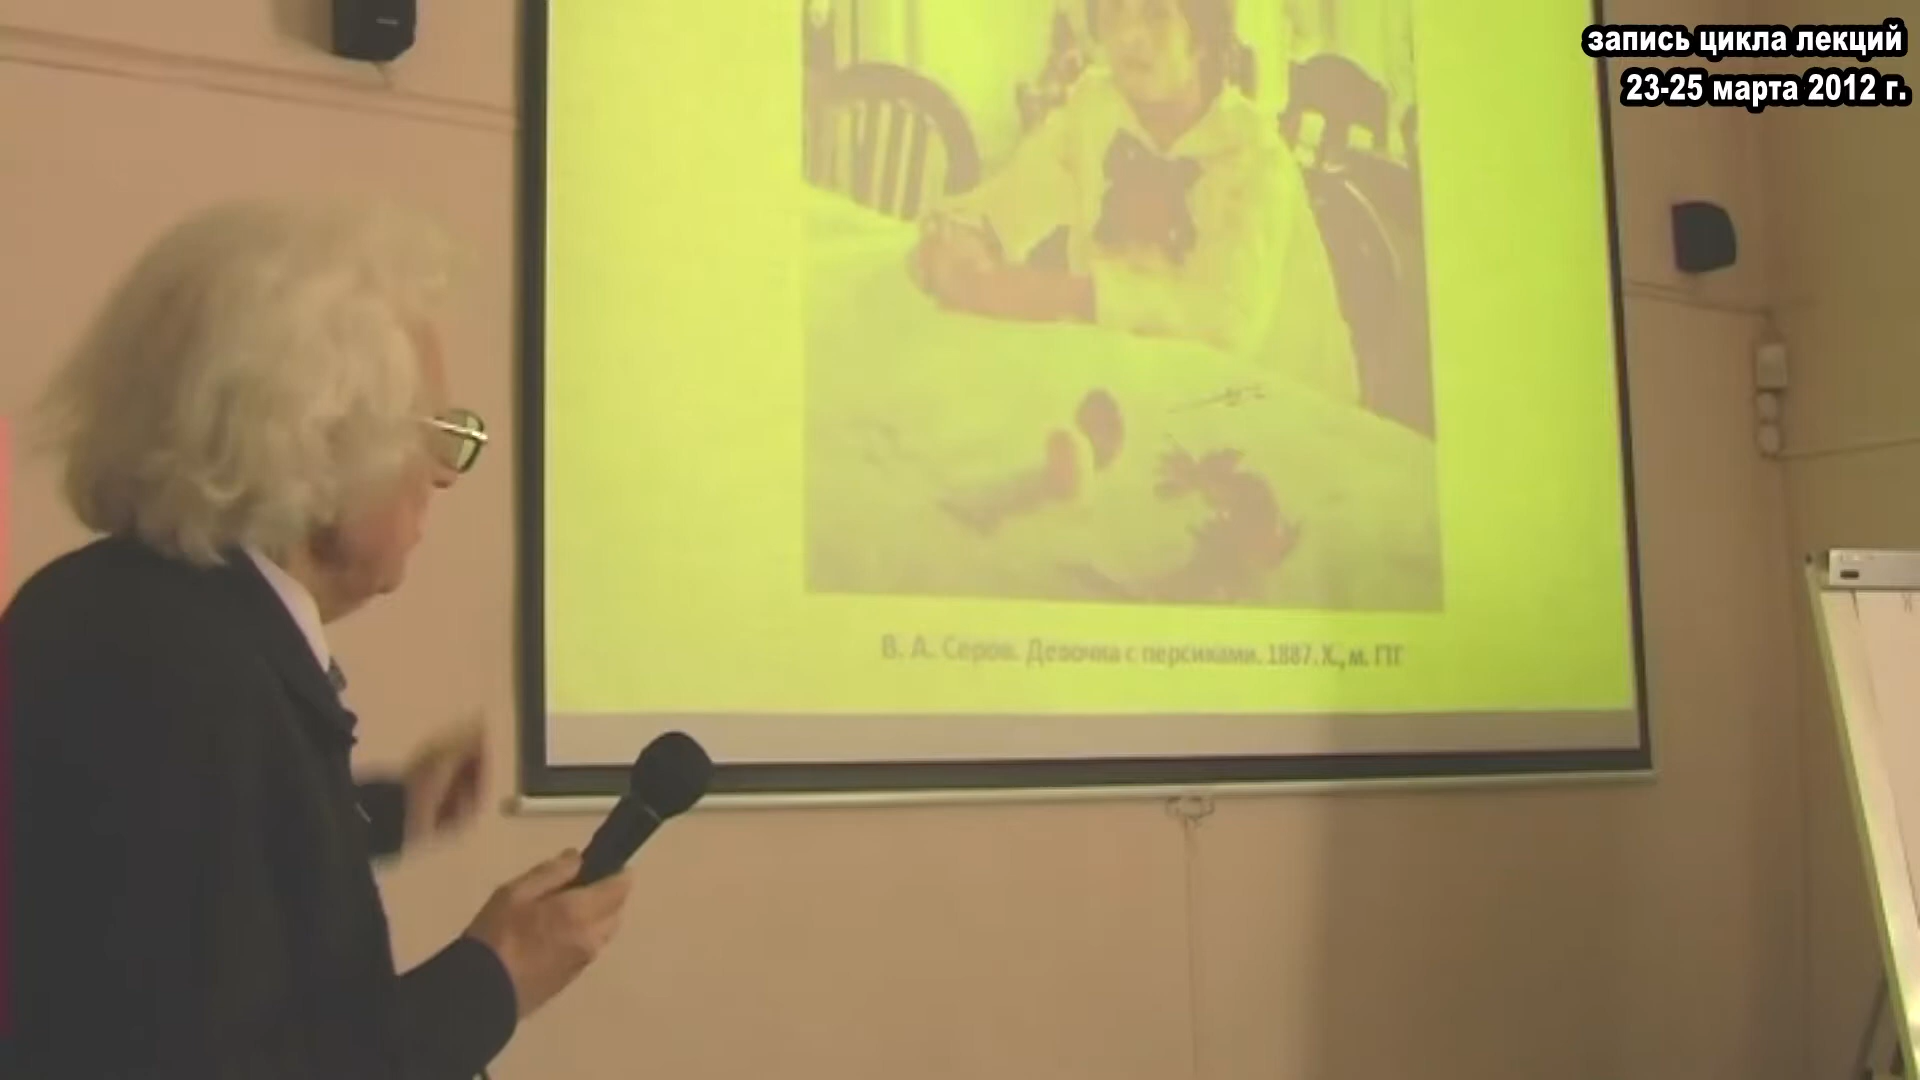 запись цикла лекций
23-25 марта 2012 г.
В. А. Серов. Девочка с персиками. 1887. Х., м. ГТГ